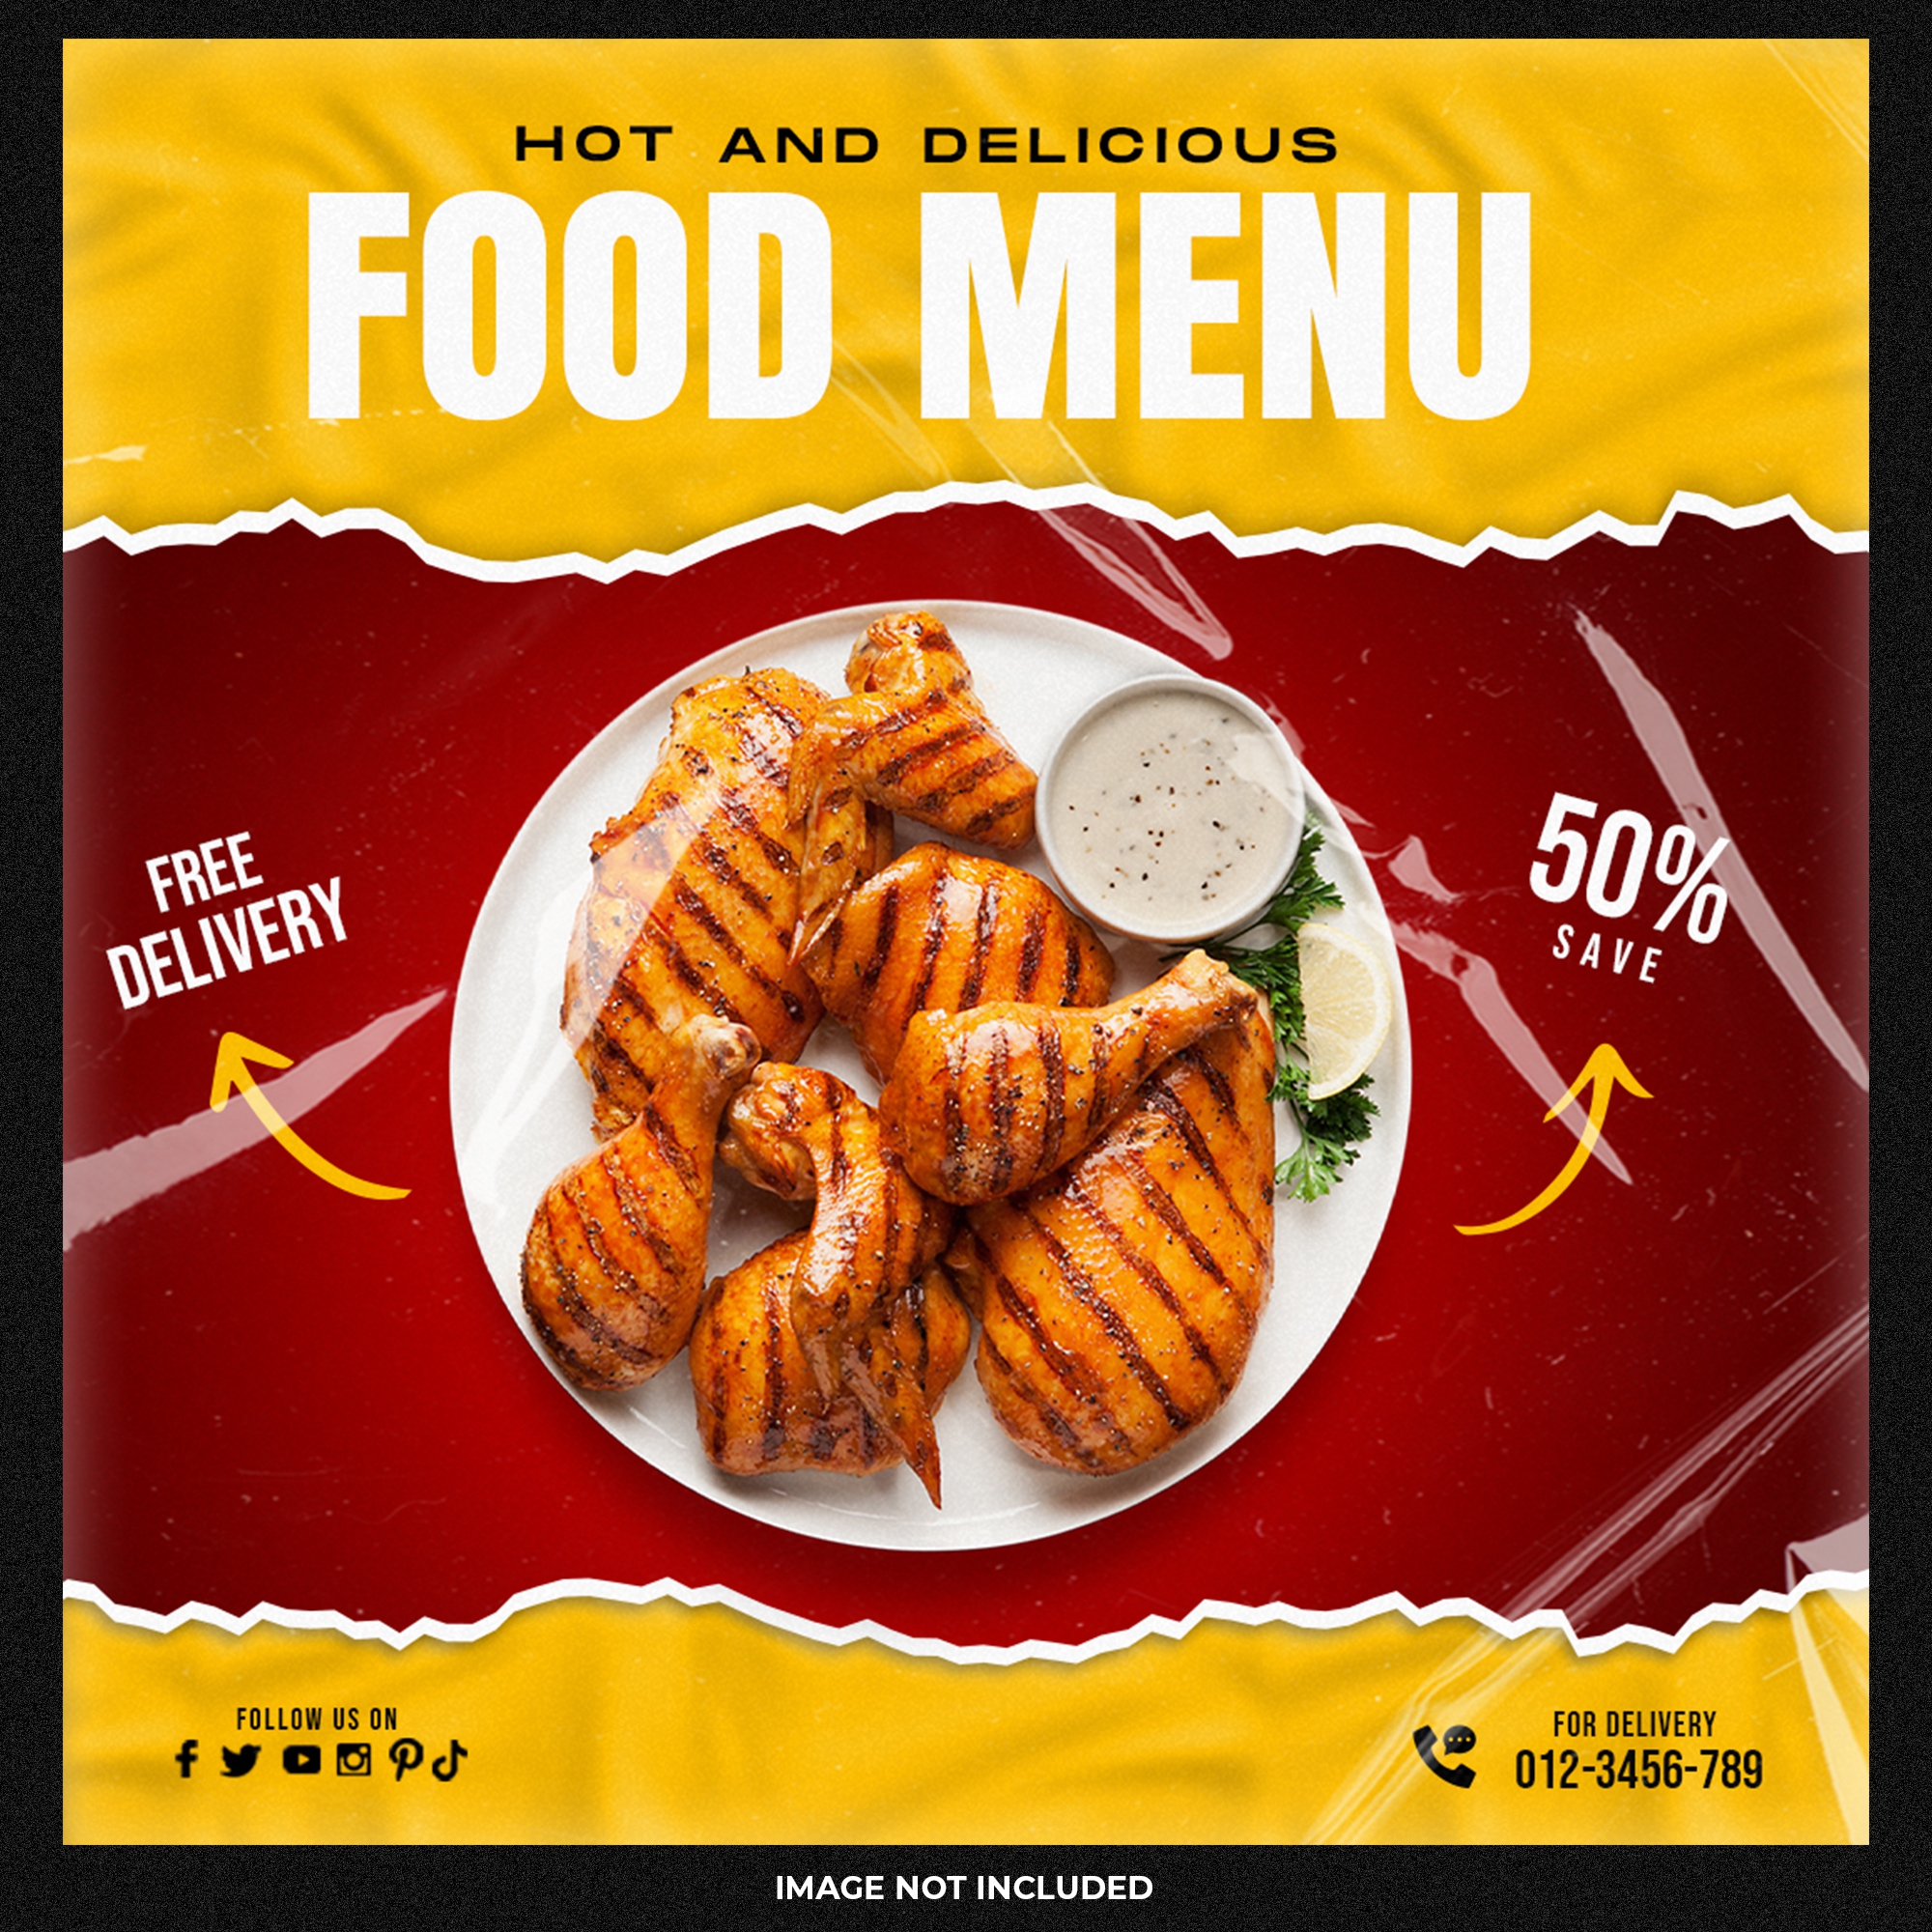 HOT AND DELICIOUS
FOOD MENU
FREE
DELIVERY
50%
SAVE
FOLLOW US ON
FOR DELIVERY
012-3456-789
IMAGE NOT INCLUDED